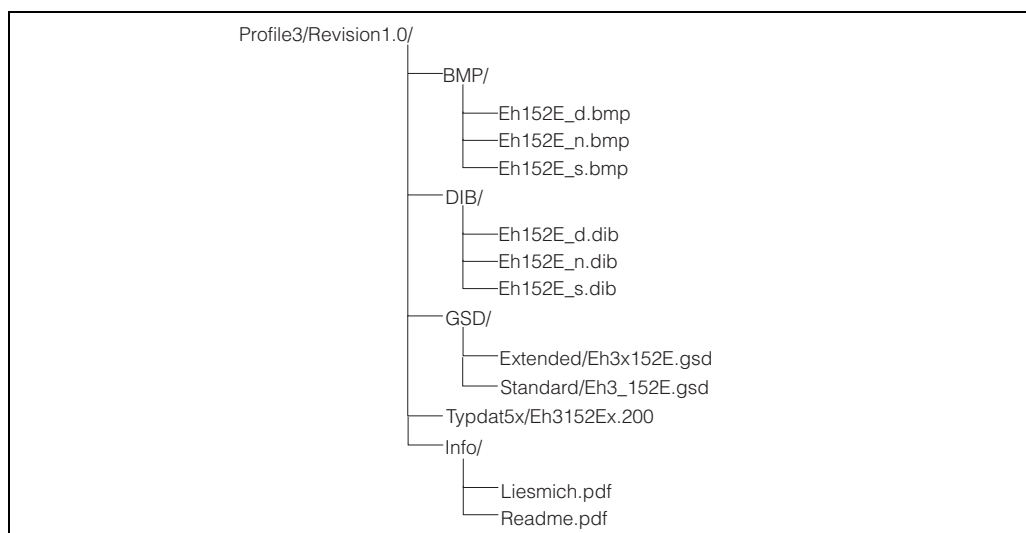 Profile3/Revision1.0/
BMP/
Eh152E_d.bmp
Eh152E_n.bmp
Eh152E_s.bmp
DIB/
Eh152E_d.dib
Eh152E_n.dib
Eh152E_s.dib
GSD/
Extended/Eh3x152E.gsd
Standard/Eh3_152E.gsd
Typdat5x/Eh3152Ex.200
Info/
Liesmich.pdf
Readme.pdf